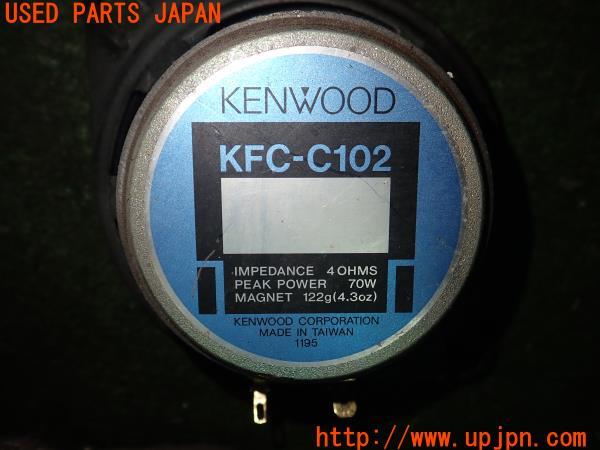 USED PARTS JAPAN
KENWOOD
KFC-C102
IMPEDANCE 4 OHMS
PEAK POWER 70W
MAGNET 122g(4.3oz)
KENWOOD CORPORATION
MADE IN TAIWAN
1195
http://www.upjpn.com/